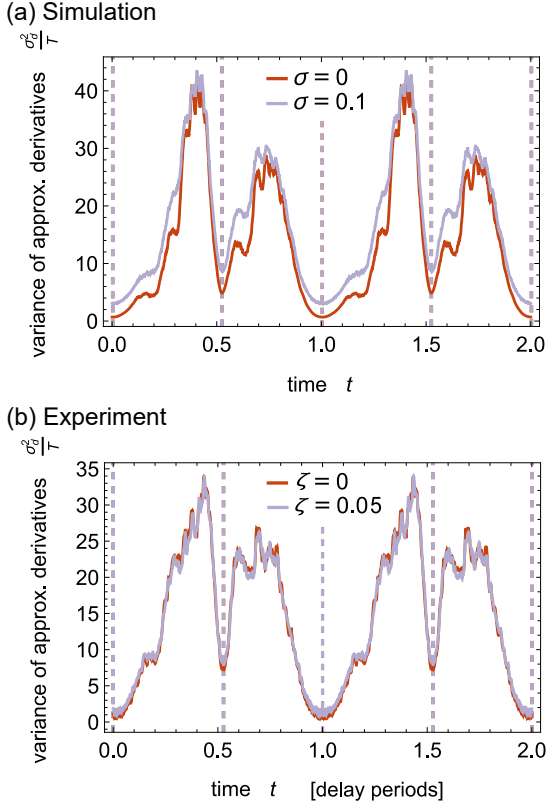 (a) Simulation
σ_d^2/T
variance of approx. derivatives
40
30
20
10
0
σ = 0
σ = 0.1
0.0 0.5 1.0 1.5 2.0
time t
(b) Experiment
σ_d^2/T
variance of approx. derivatives
35
30
25
20
15
10
5
0
ζ = 0
ζ = 0.05
0.0 0.5 1.0 1.5 2.0
time t [delay periods]